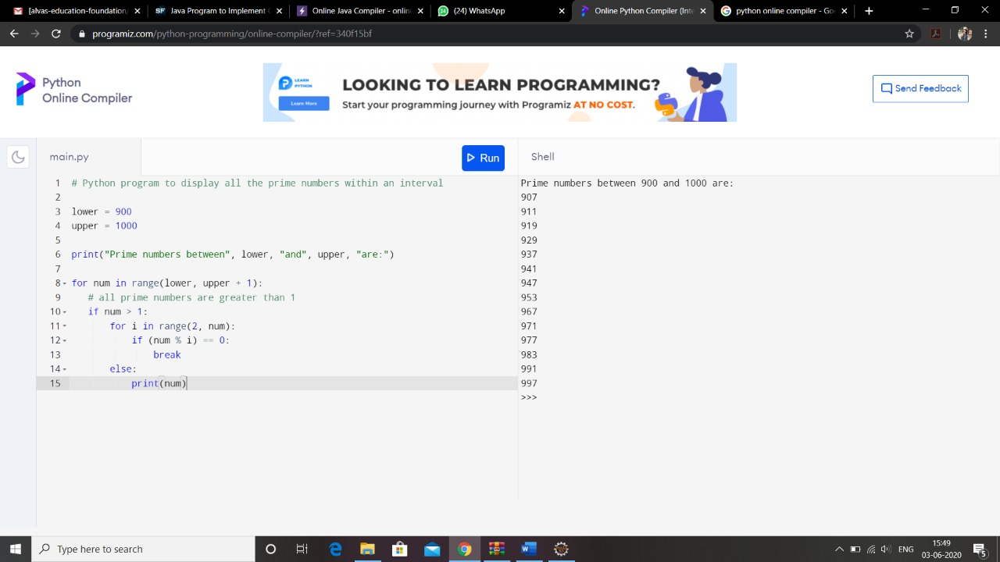 [alvas-education-foundation
Java Program to Implement
Online Java Compiler - online
(24) WhatsApp
Online Python Compiler (Inte
python online compiler - Go
programiz.com/python-programming/online-compiler/?ref=340f15bf
Python
Online Compiler
LEARN
PYTHON
Learn More
LOOKING TO LEARN PROGRAMMING?
Start your programming journey with Programiz AT NO COST.
Send Feedback
main.py
Run
Shell
1 # Python program to display all the prime numbers within an interval
2
3 lower = 900
4 upper = 1000
5
6 print("Prime numbers between", lower, "and", upper, "are:")
7
8 for num in range(lower, upper + 1):
9 # all prime numbers are greater than 1
10 if num > 1:
11 for i in range(2, num):
12 if (num % i) == 0:
13 break
14 else:
15 print(num)
Prime numbers between 900 and 1000 are:
907
911
919
929
937
941
947
953
967
971
977
983
991
997
>>>
Type here to search
ENG
15:49
03-06-2020
5